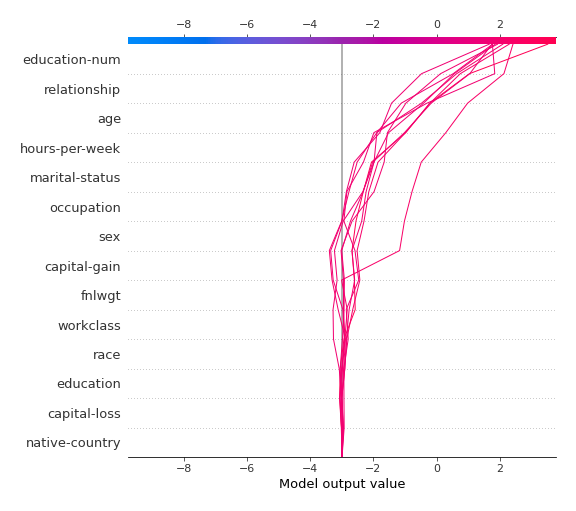 −8 −6 −4 −2 0 2
education-num
relationship
age
hours-per-week
marital-status
occupation
sex
capital-gain
fnlwgt
workclass
race
education
capital-loss
native-country
−8 −6 −4 −2 0 2
Model output value